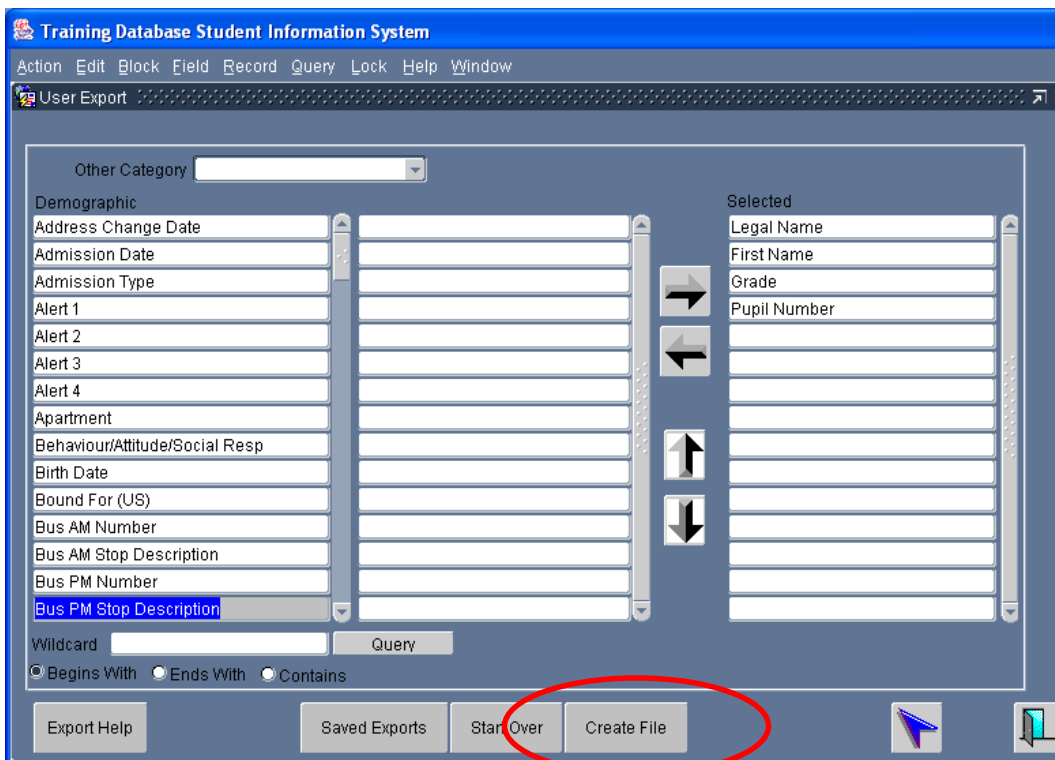 Training Database Student Information System
Action Edit Block Field Record Query Lock Help Window
User Export
Other Category
Demographic
Address Change Date
Admission Date
Admission Type
Alert 1
Alert 2
Alert 3
Alert 4
Apartment
Behaviour/Attitude/Social Resp
Birth Date
Bound For (US)
Bus AM Number
Bus AM Stop Description
Bus PM Number
Bus PM Stop Description
Selected
Legal Name
First Name
Grade
Pupil Number
Wildcard
Query
Begins With Ends With Contains
Export Help Saved Exports Start Over Create File